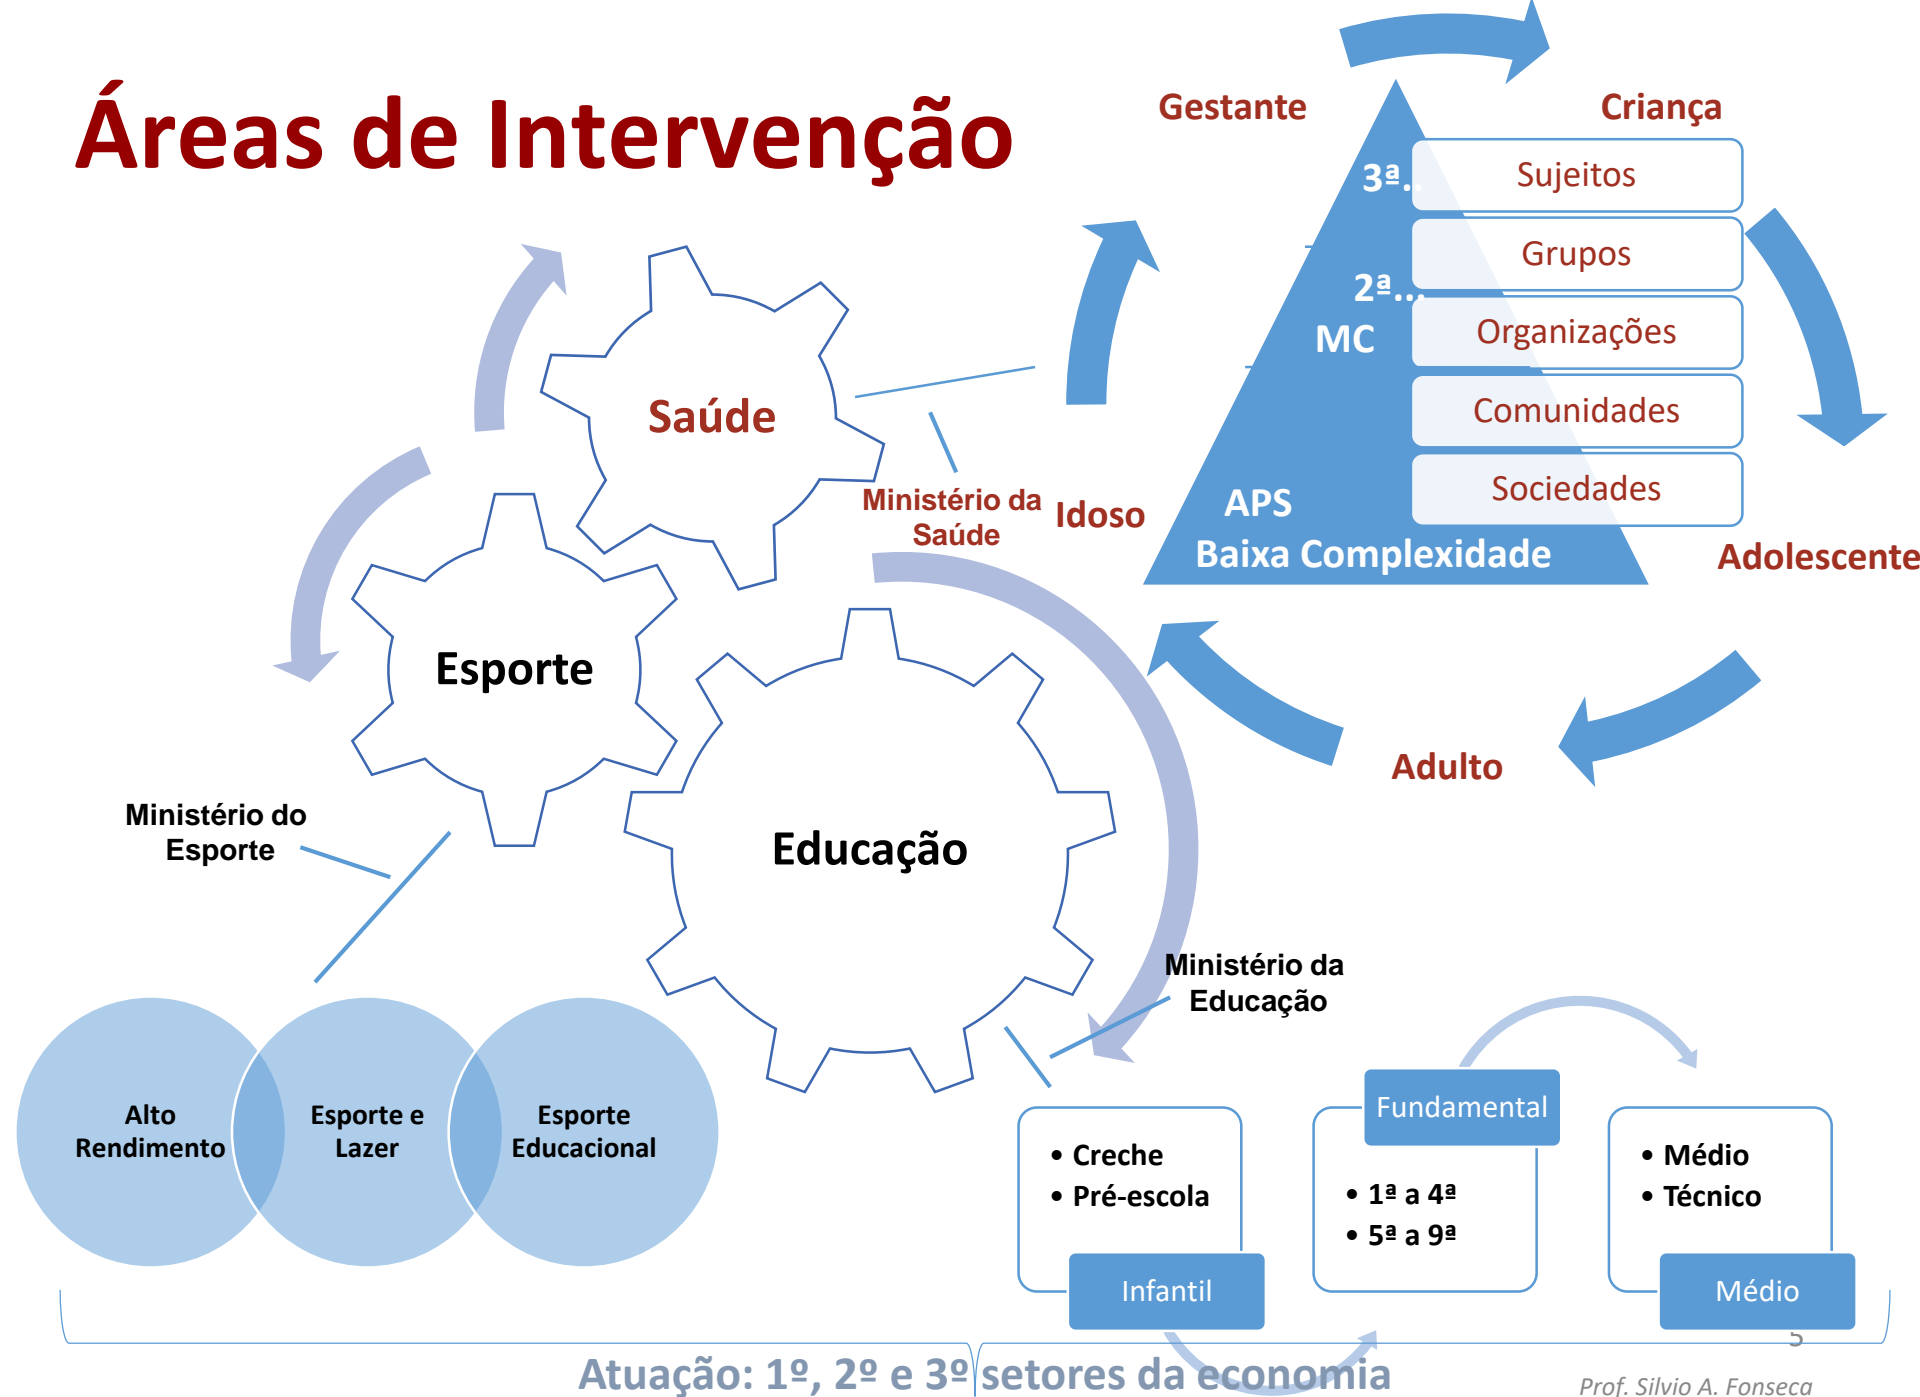 Áreas de Intervenção
Gestante
Criança
3ª..
Sujeitos
Grupos
2ª...
MC
Organizações
Comunidades
Sociedades
APS
Baixa Complexidade
Idoso
Adolescente
Adulto
Saúde
Ministério da
Saúde
Esporte
Educação
Ministério do
Esporte
Ministério da
Educação
Alto
Rendimento
Esporte e
Lazer
Esporte
Educacional
• Creche
• Pré-escola
Infantil
Fundamental
• 1ª a 4ª
• 5ª a 9ª
• Médio
• Técnico
Médio
Atuação: 1º, 2º e 3º setores da economia
Prof. Silvio A. Fonseca